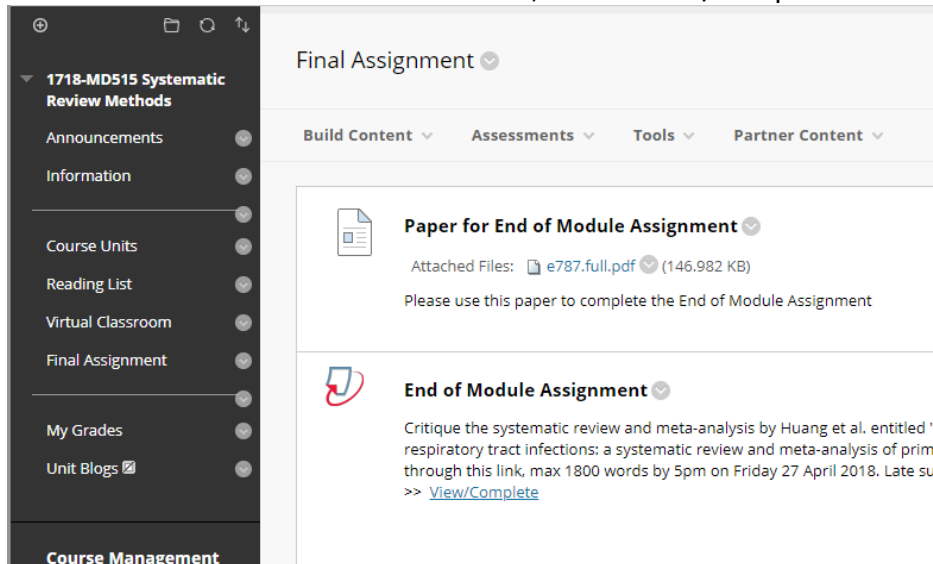 1718-MD515 Systematic
Review Methods
Announcements
Information
Course Units
Reading List
Virtual Classroom
Final Assignment
My Grades
Unit Blogs
Course Management
Final Assignment
Build Content
Assessments
Tools
Partner Content
Paper for End of Module Assignment
Attached Files: e787.full.pdf (146.982 KB)
Please use this paper to complete the End of Module Assignment
End of Module Assignment
Critique the systematic review and meta-analysis by Huang et al. entitled '
respiratory tract infections: a systematic review and meta-analysis of prim
through this link, max 1800 words by 5pm on Friday 27 April 2018. Late su
>> View/Complete